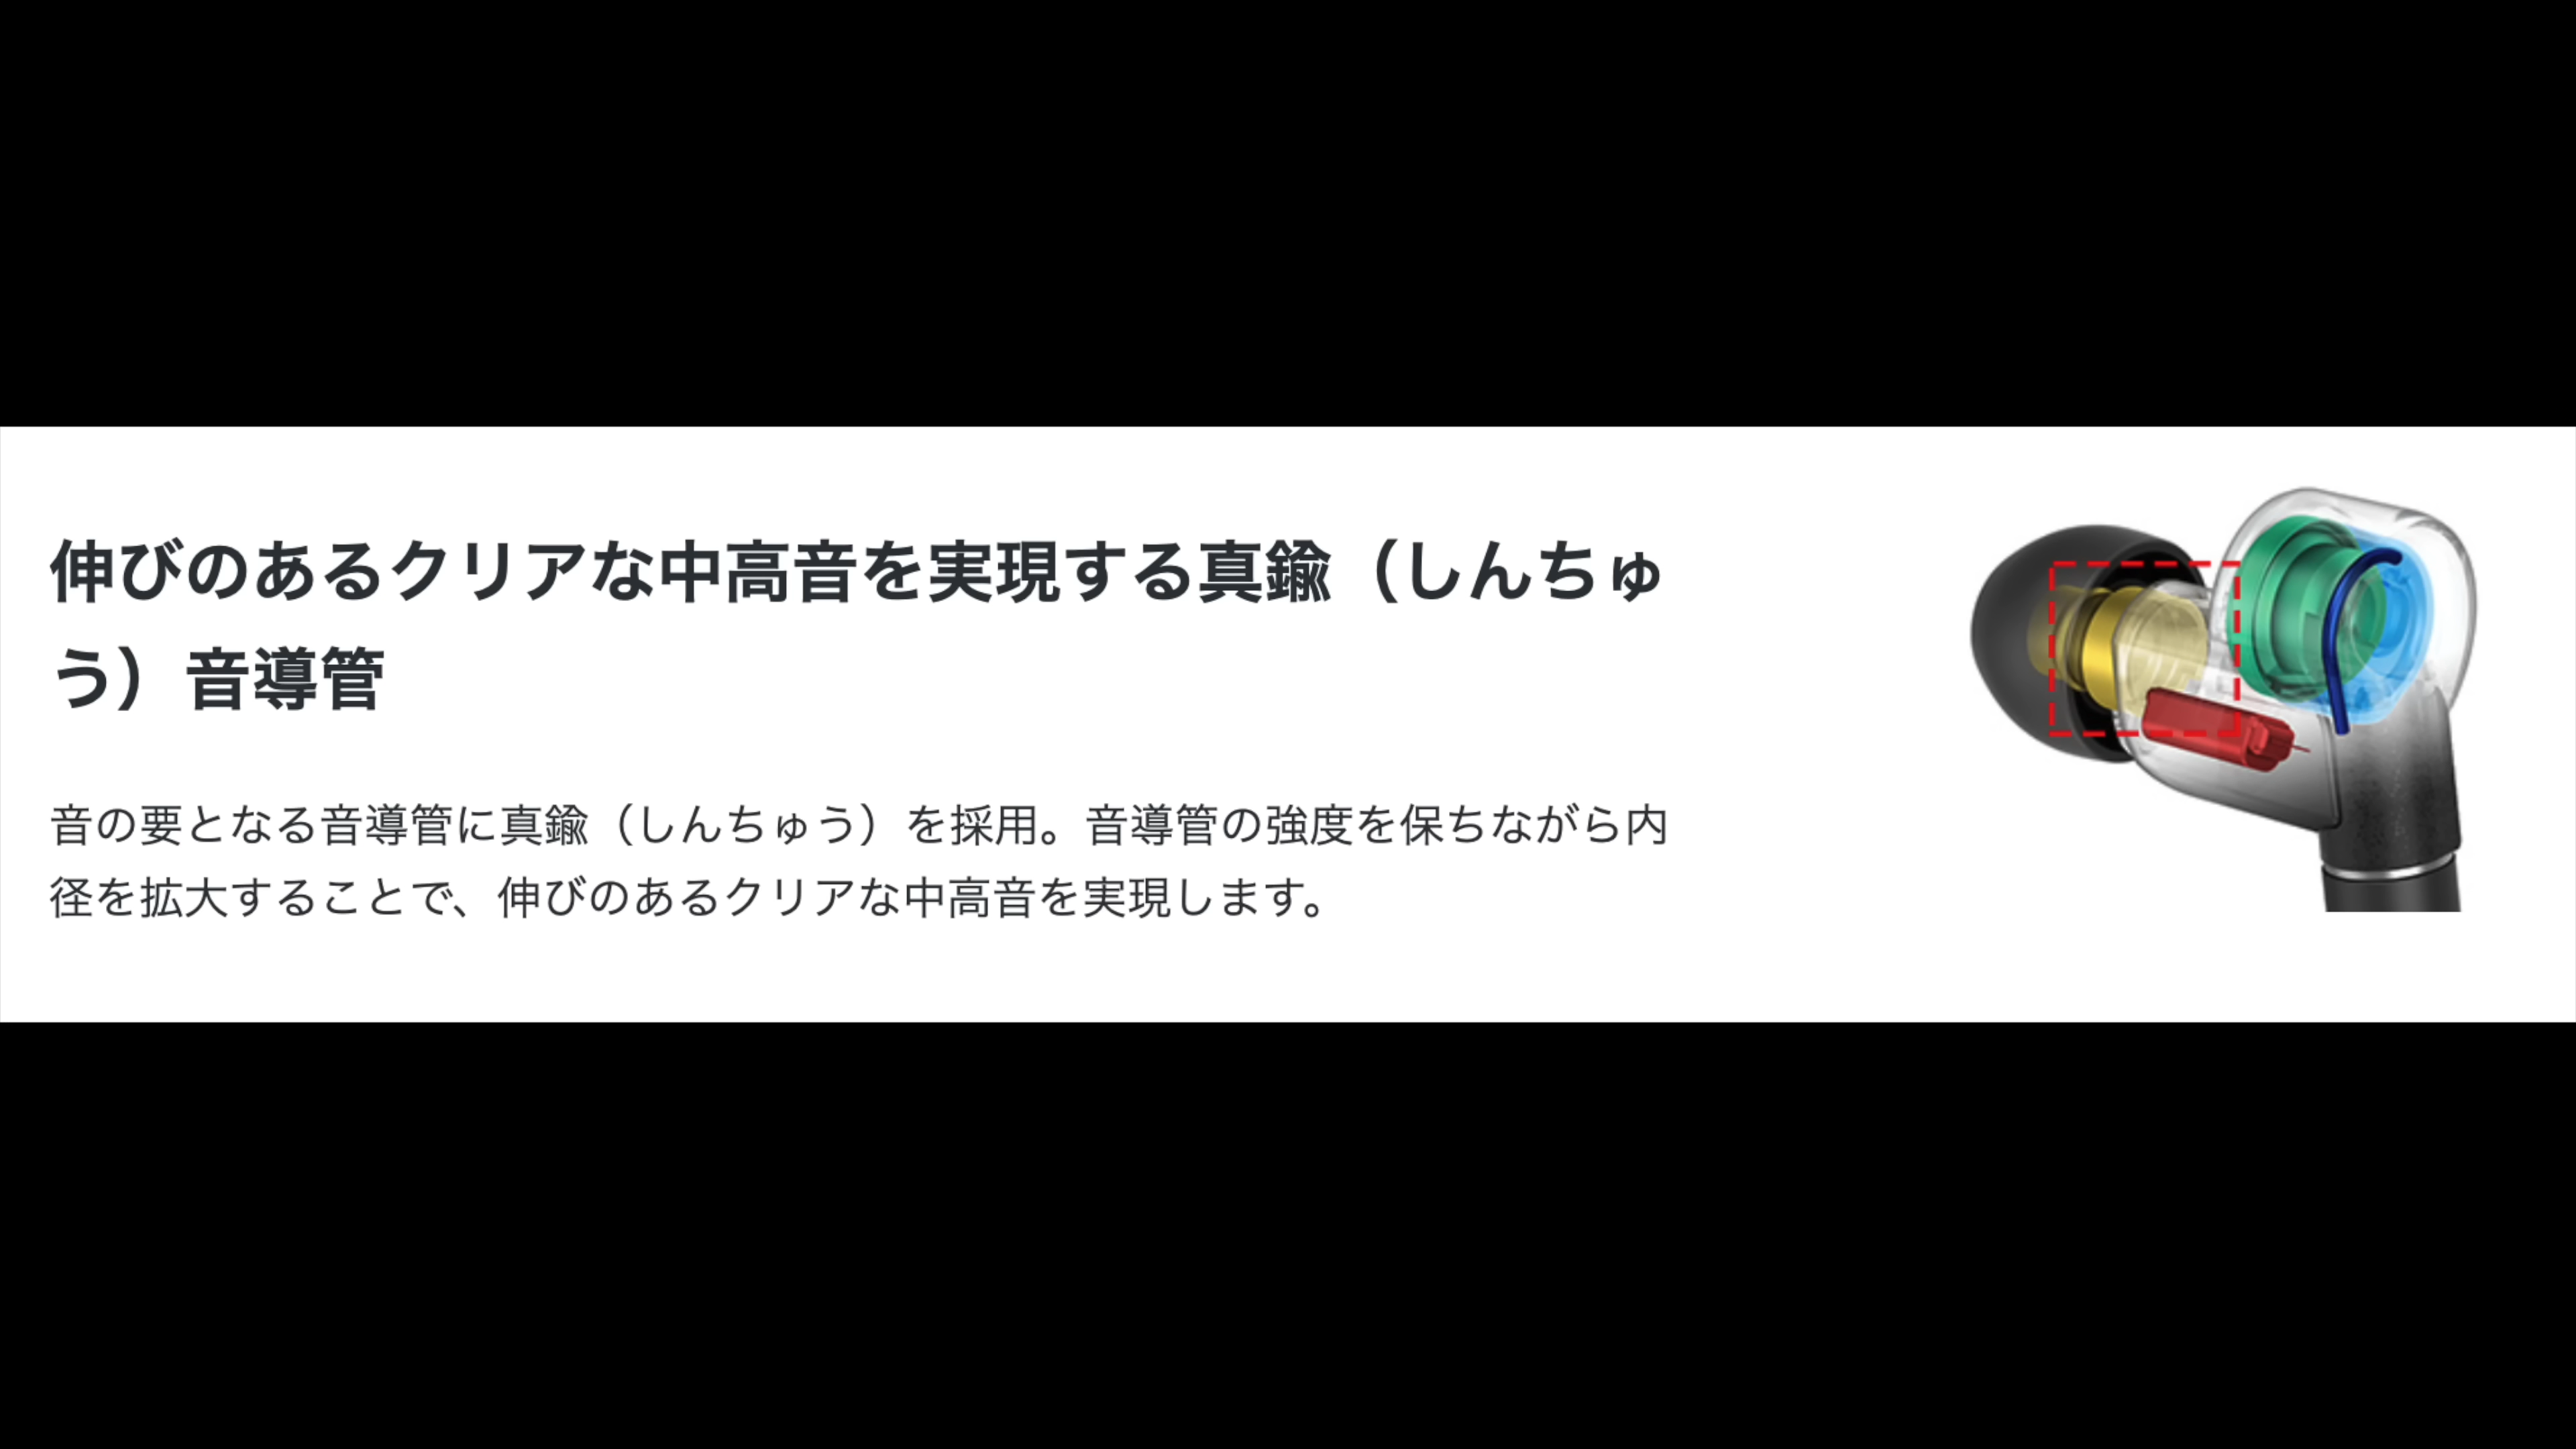 伸びのあるクリアな中高音を実現する真鍮（しんちゅ
う）音導管
音の要となる音導管に真鍮（しんちゅう）を採用。音導管の強度を保ちながら内
径を拡大することで、伸びのあるクリアな中高音を実現します。